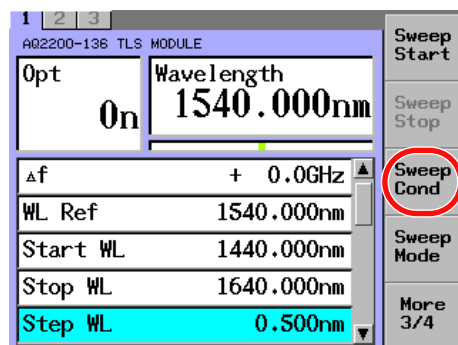 1 2 3
AQ2200-136 TLS MODULE
Opt
On
Wavelength
1540.000nm
△f + 0.0GHz
WL Ref 1540.000nm
Start WL 1440.000nm
Stop WL 1640.000nm
Step WL 0.500nm
Sweep
Start
Sweep
Stop
Sweep
Cond
Sweep
Mode
More
3/4